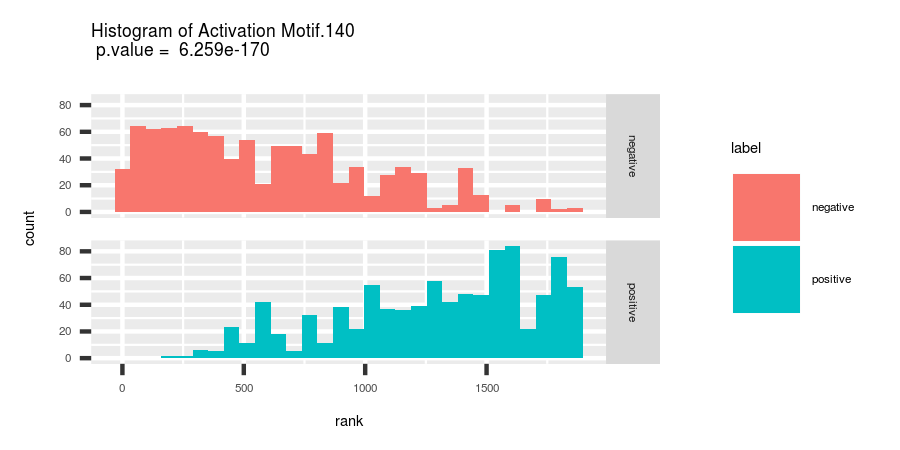 Histogram of Activation Motif.140
p.value = 6.259e-170
count
80
60
40
20
0
negative
80
60
40
20
0
positive
0
500
1000
1500
rank
label
negative
positive